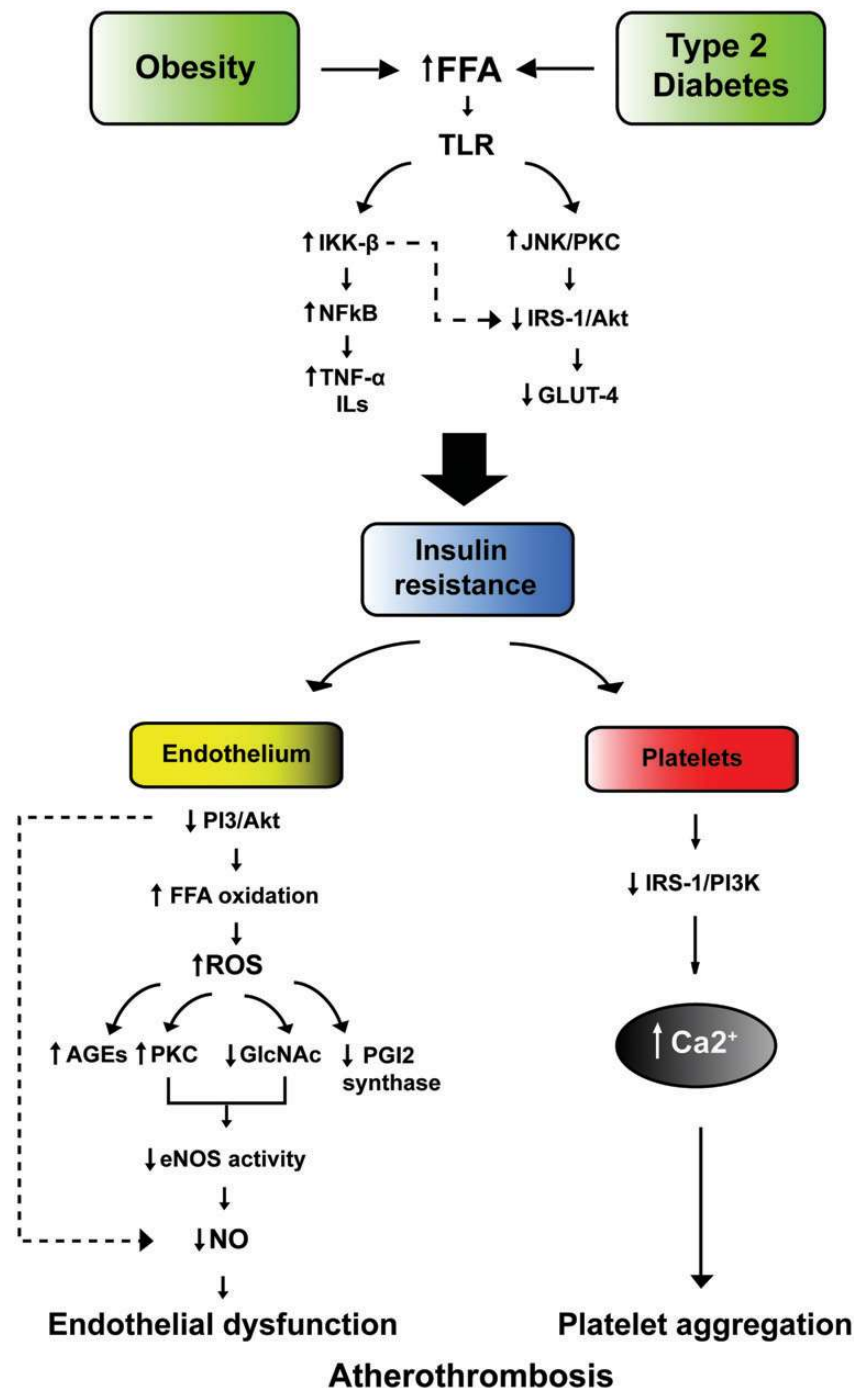 Obesity
↑FFA
Type 2
Diabetes
TLR
↑IKK-β
↑JNK/PKC
↑NFkB
↓IRS-1/Akt
↑TNF-α
ILs
↓GLUT-4
Insulin
resistance
Endothelium
Platelets
↓PI3/Akt
↓IRS-1/PI3K
↑FFA oxidation
↑ROS
↑Ca2⁺
↑AGEs ↑PKC ↓GlcNAc ↓PGI2
synthase
↓eNOS activity
↓NO
Endothelial dysfunction
Platelet aggregation
Atherothrombosis